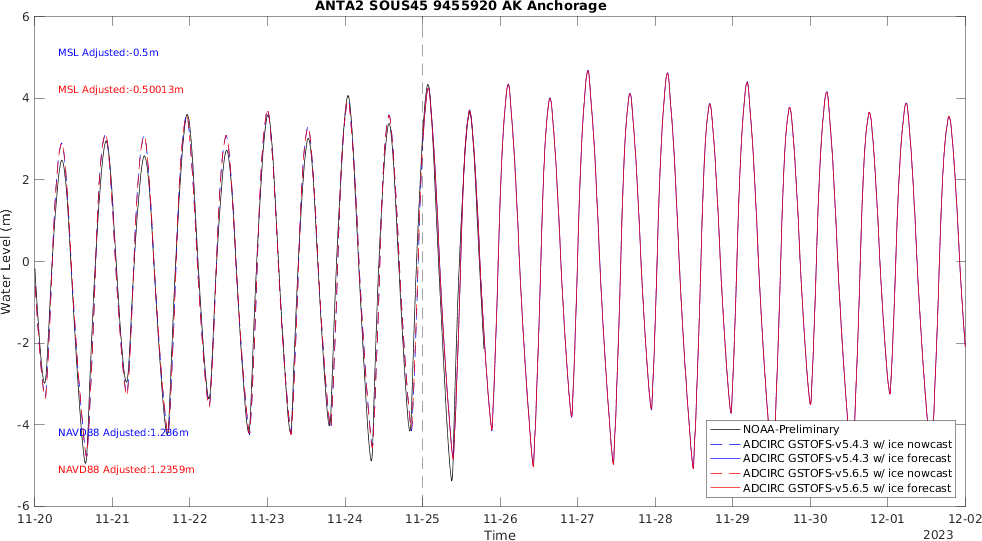 ANTA2 SOUS45 9455920 AK Anchorage
6
4
2
0
-2
-4
-6
Water Level (m)
MSL Adjusted:-0.5m
MSL Adjusted:-0.50013m
NAVD88 Adjusted:1.236m
NAVD88 Adjusted:1.2359m
NOAA-Preliminary
ADCIRC GSTOFS-v5.4.3 w/ ice nowcast
ADCIRC GSTOFS-v5.4.3 w/ ice forecast
ADCIRC GSTOFS-v5.6.5 w/ ice nowcast
ADCIRC GSTOFS-v5.6.5 w/ ice forecast
11-20 11-21 11-22 11-23 11-24 11-25 11-26 11-27 11-28 11-29 11-30 12-01 12-02
Time
2023